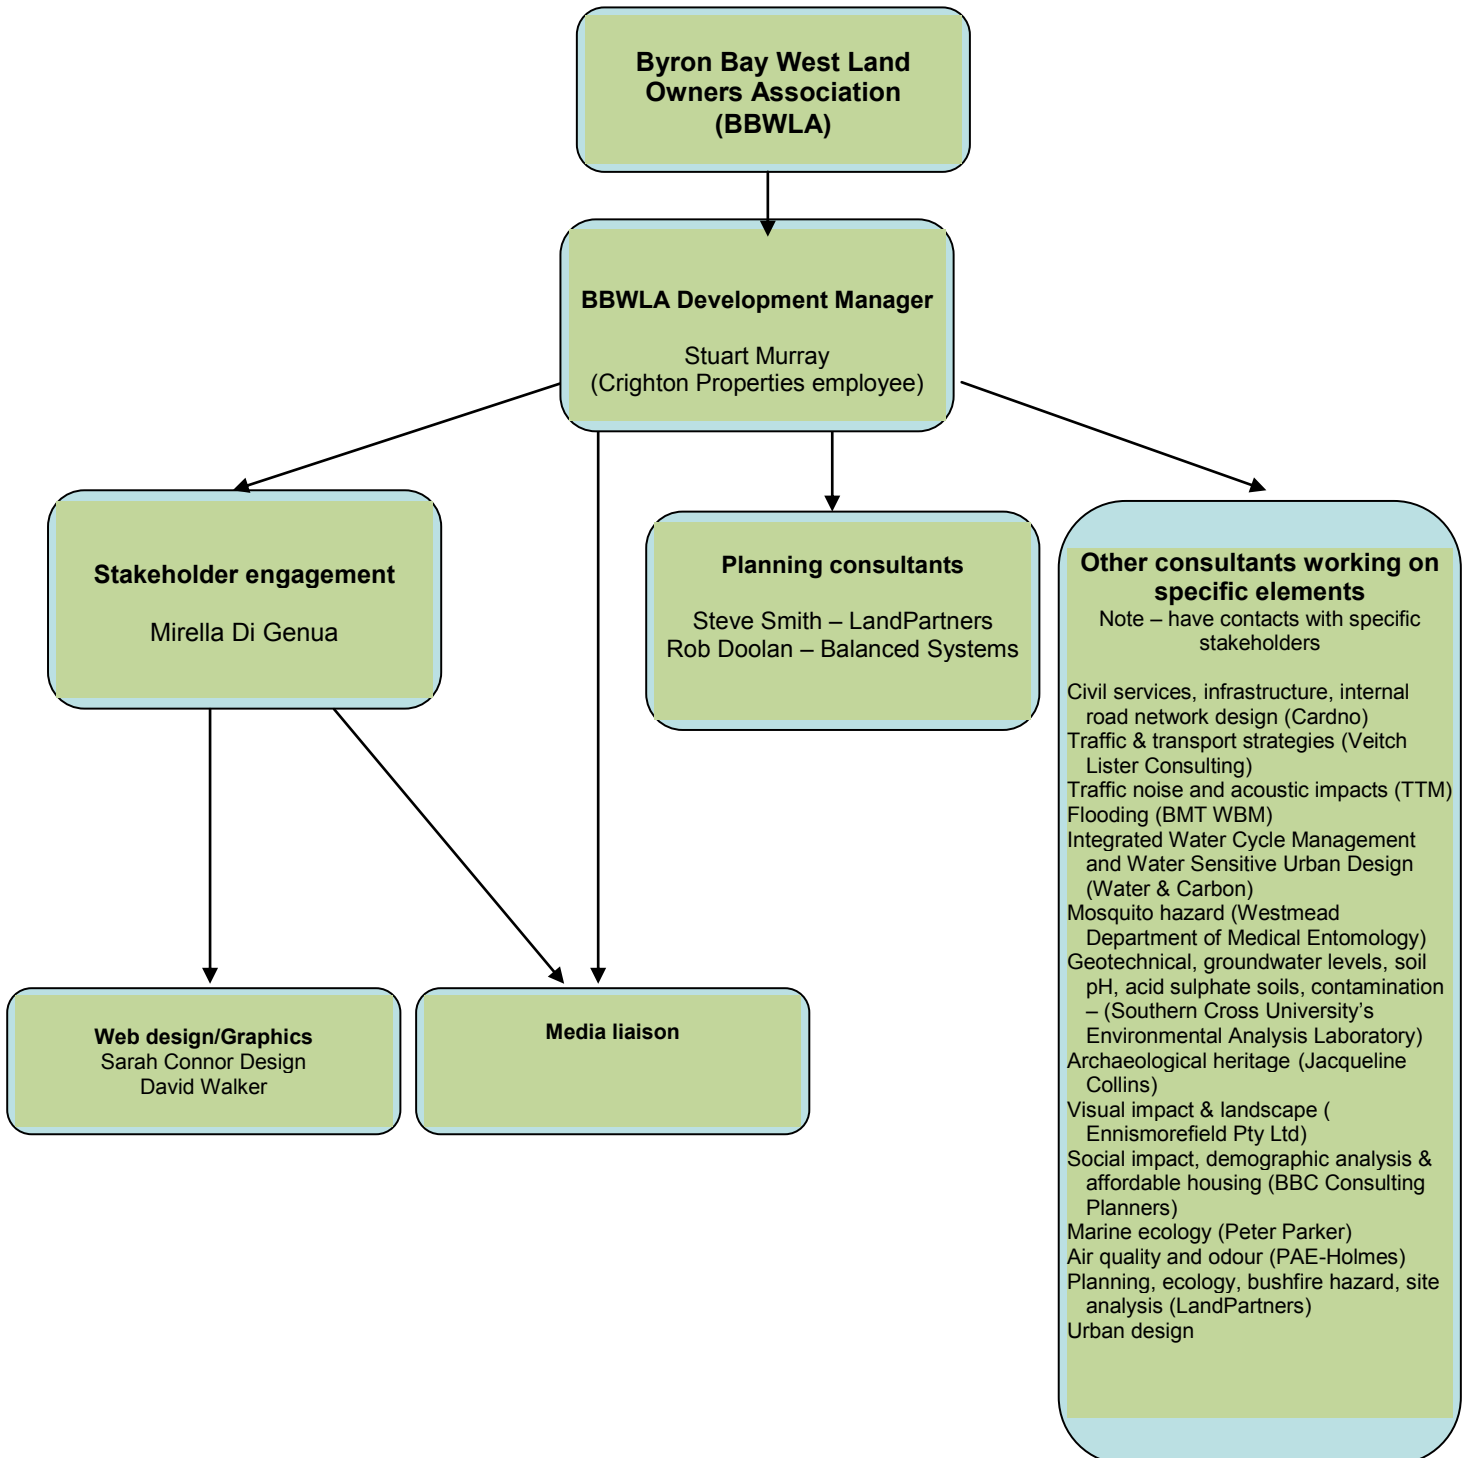 Byron Bay West Land
Owners Association
(BBWLA)
BBWLA Development Manager
Stuart Murray
(Crighton Properties employee)
Stakeholder engagement
Mirella Di Genua
Planning consultants
Steve Smith – LandPartners
Rob Doolan – Balanced Systems
Other consultants working on
specific elements
Note – have contacts with specific
stakeholders
Civil services, infrastructure, internal
road network design (Cardno)
Traffic & transport strategies (Veitch
Lister Consulting)
Traffic noise and acoustic impacts (TTM)
Flooding (BMT WBM)
Integrated Water Cycle Management
and Water Sensitive Urban Design
(Water & Carbon)
Mosquito hazard (Westmead
Department of Medical Entomology)
Geotechnical, groundwater levels, soil
pH, acid sulphate soils, contamination
– (Southern Cross University’s
Environmental Analysis Laboratory)
Archaeological heritage (Jacqueline
Collins)
Visual impact & landscape (
Ennismorefield Pty Ltd)
Social impact, demographic analysis &
affordable housing (BBC Consulting
Planners)
Marine ecology (Peter Parker)
Air quality and odour (PAE-Holmes)
Planning, ecology, bushfire hazard, site
analysis (LandPartners)
Urban design
Web design/Graphics
Sarah Connor Design
David Walker
Media liaison